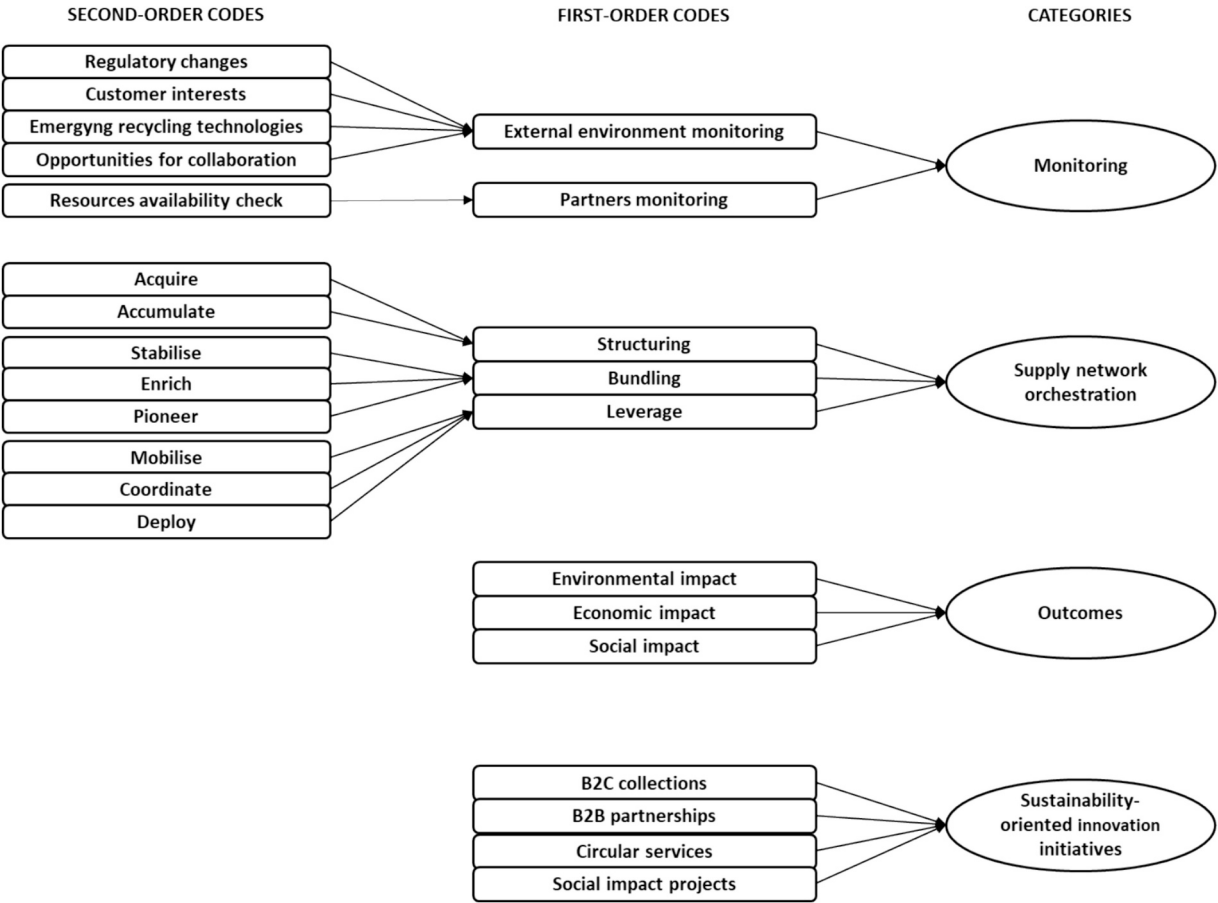 SECOND-ORDER CODES
FIRST-ORDER CODES
CATEGORIES
Regulatory changes
Customer interests
Emergyng recycling technologies
Opportunities for collaboration
Resources availability check
External environment monitoring
Partners monitoring
Monitoring
Acquire
Accumulate
Stabilise
Enrich
Pioneer
Mobilise
Coordinate
Deploy
Structuring
Bundling
Leverage
Supply network
orchestration
Environmental impact
Economic impact
Social impact
Outcomes
B2C collections
B2B partnerships
Circular services
Social impact projects
Sustainability-
oriented innovation
initiatives